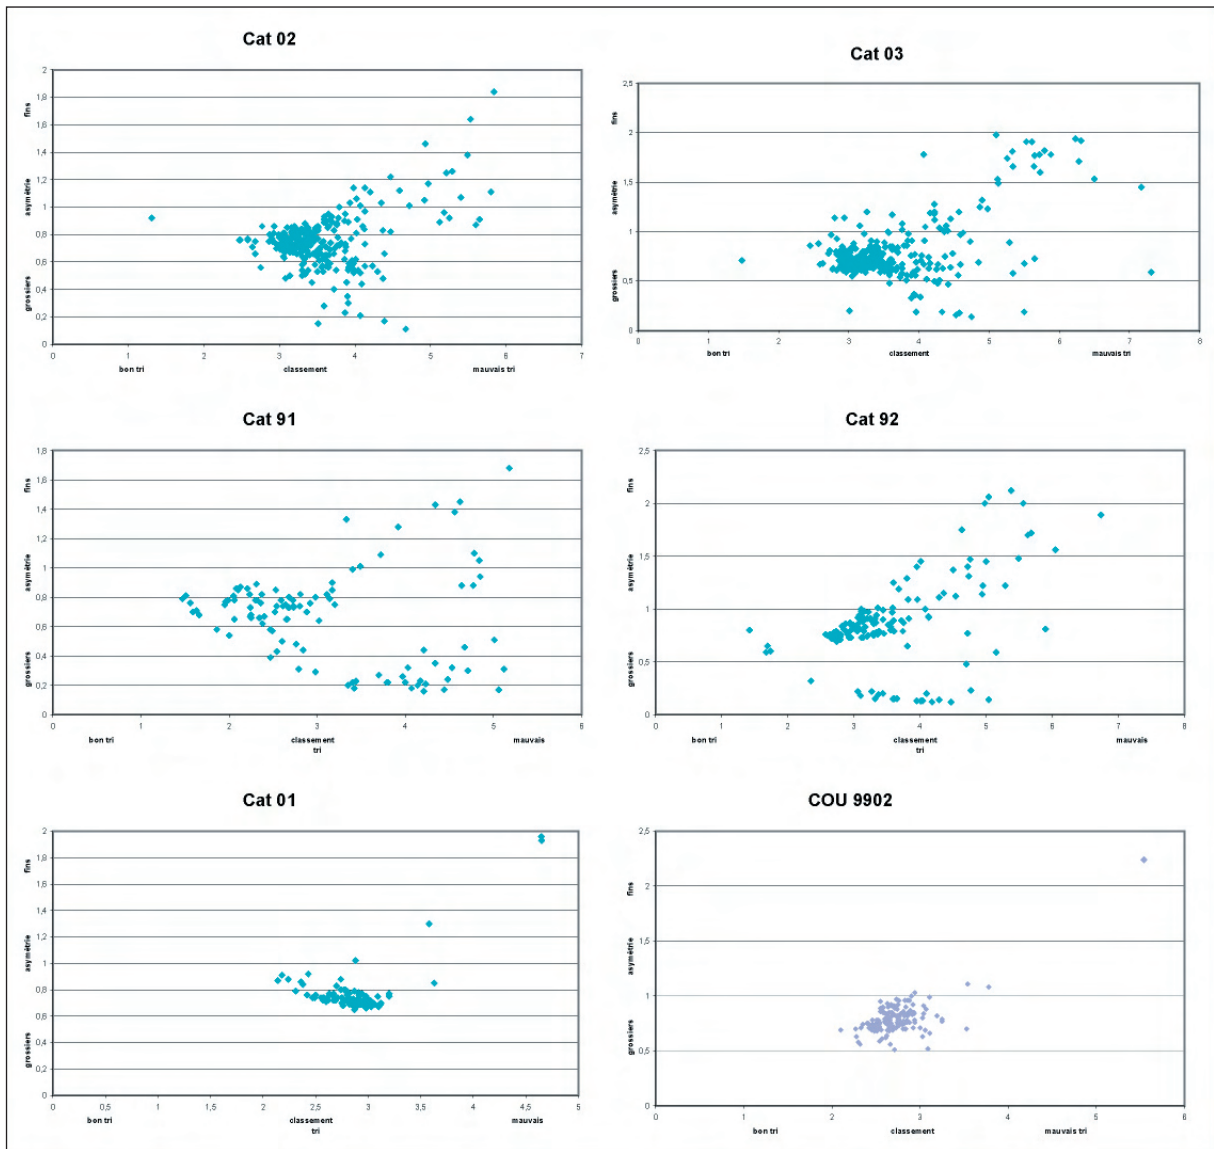 Cat 02
2
1,8
1,6
1,4
1,2
1
0,8
0,6
0,4
0,2
0
fins
asymètrie
grossiers
0 1 2 3 4 5 6 7
bon tri classement mauvais tri
Cat 03
2,5
2
1,5
1
0,5
0
fins
asymètrie
grossiers
0 1 2 3 4 5 6 7 8
bon tri classement mauvais tri
Cat 91
1,8
1,6
1,4
1,2
1
0,8
0,6
0,4
0,2
0
fins
asymètrie
grossiers
0 1 2 3 4 5 6
bon tri classement mauvais
tri
Cat 92
2,5
2
1,5
1
0,5
0
fins
asymètrie
grossiers
0 1 2 3 4 5 6 7 8
bon tri classement mauvais
tri
Cat 01
2
1,8
1,6
1,4
1,2
1
0,8
0,6
0,4
0,2
0
fins
asymètrie
grossiers
0 0,5 1 1,5 2 2,5 3 3,5 4 4,5 5
bon tri classement mauvais
tri
COU 9902
2,5
2
1,5
1
0,5
0
fins
asymètrie
grossiers
0 1 2 3 4 5 6
bon tri classement mauvais tri